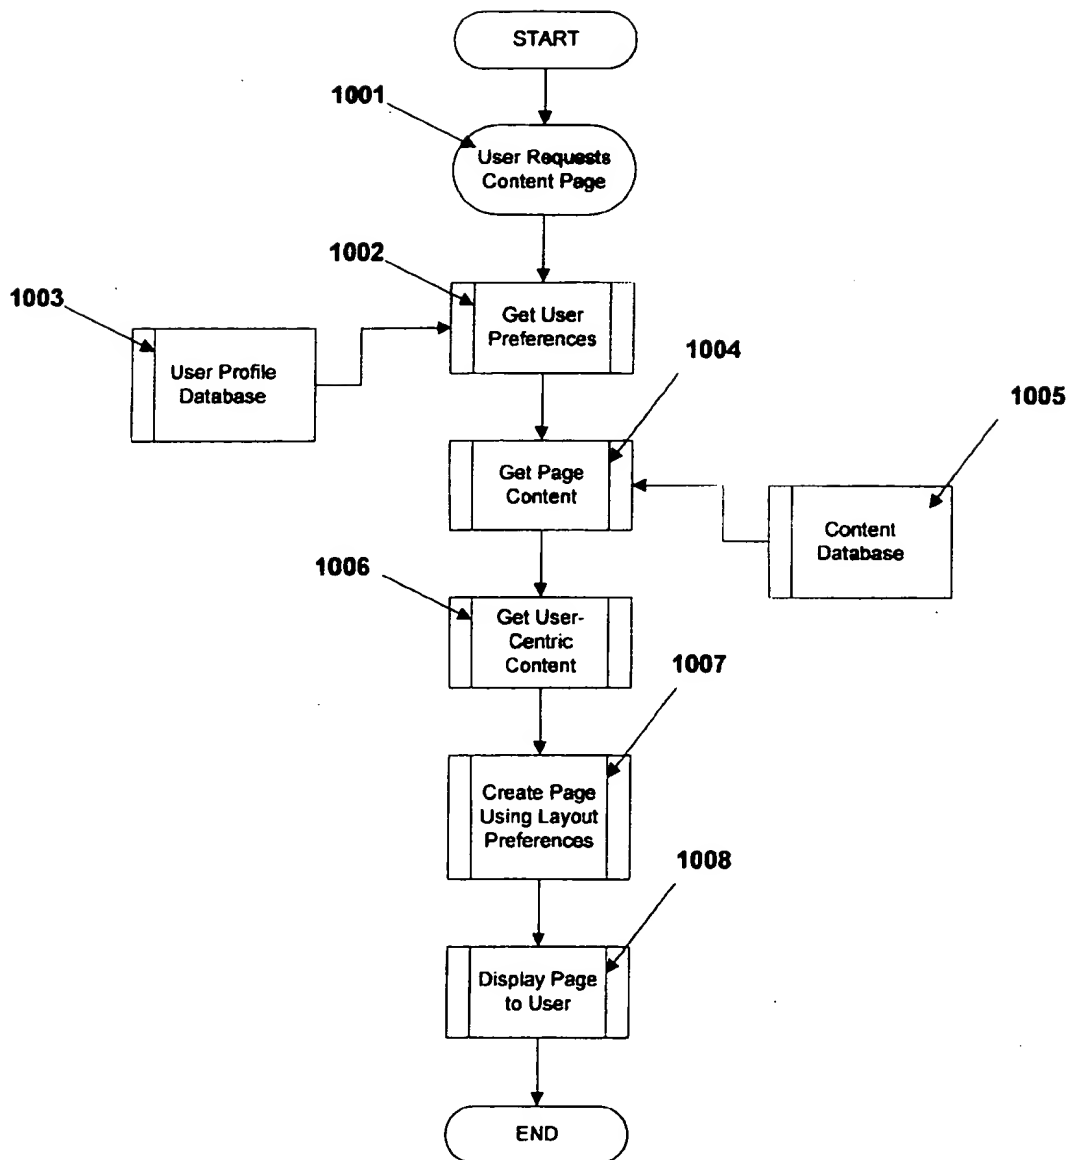 START
1001
User Requests
Content Page
1002
Get User
Preferences
1003
User Profile
Database
1004
Get Page
Content
1005
Content
Database
1006
Get User-
Centric
Content
1007
Create Page
Using Layout
Preferences
1008
Display Page
to User
END